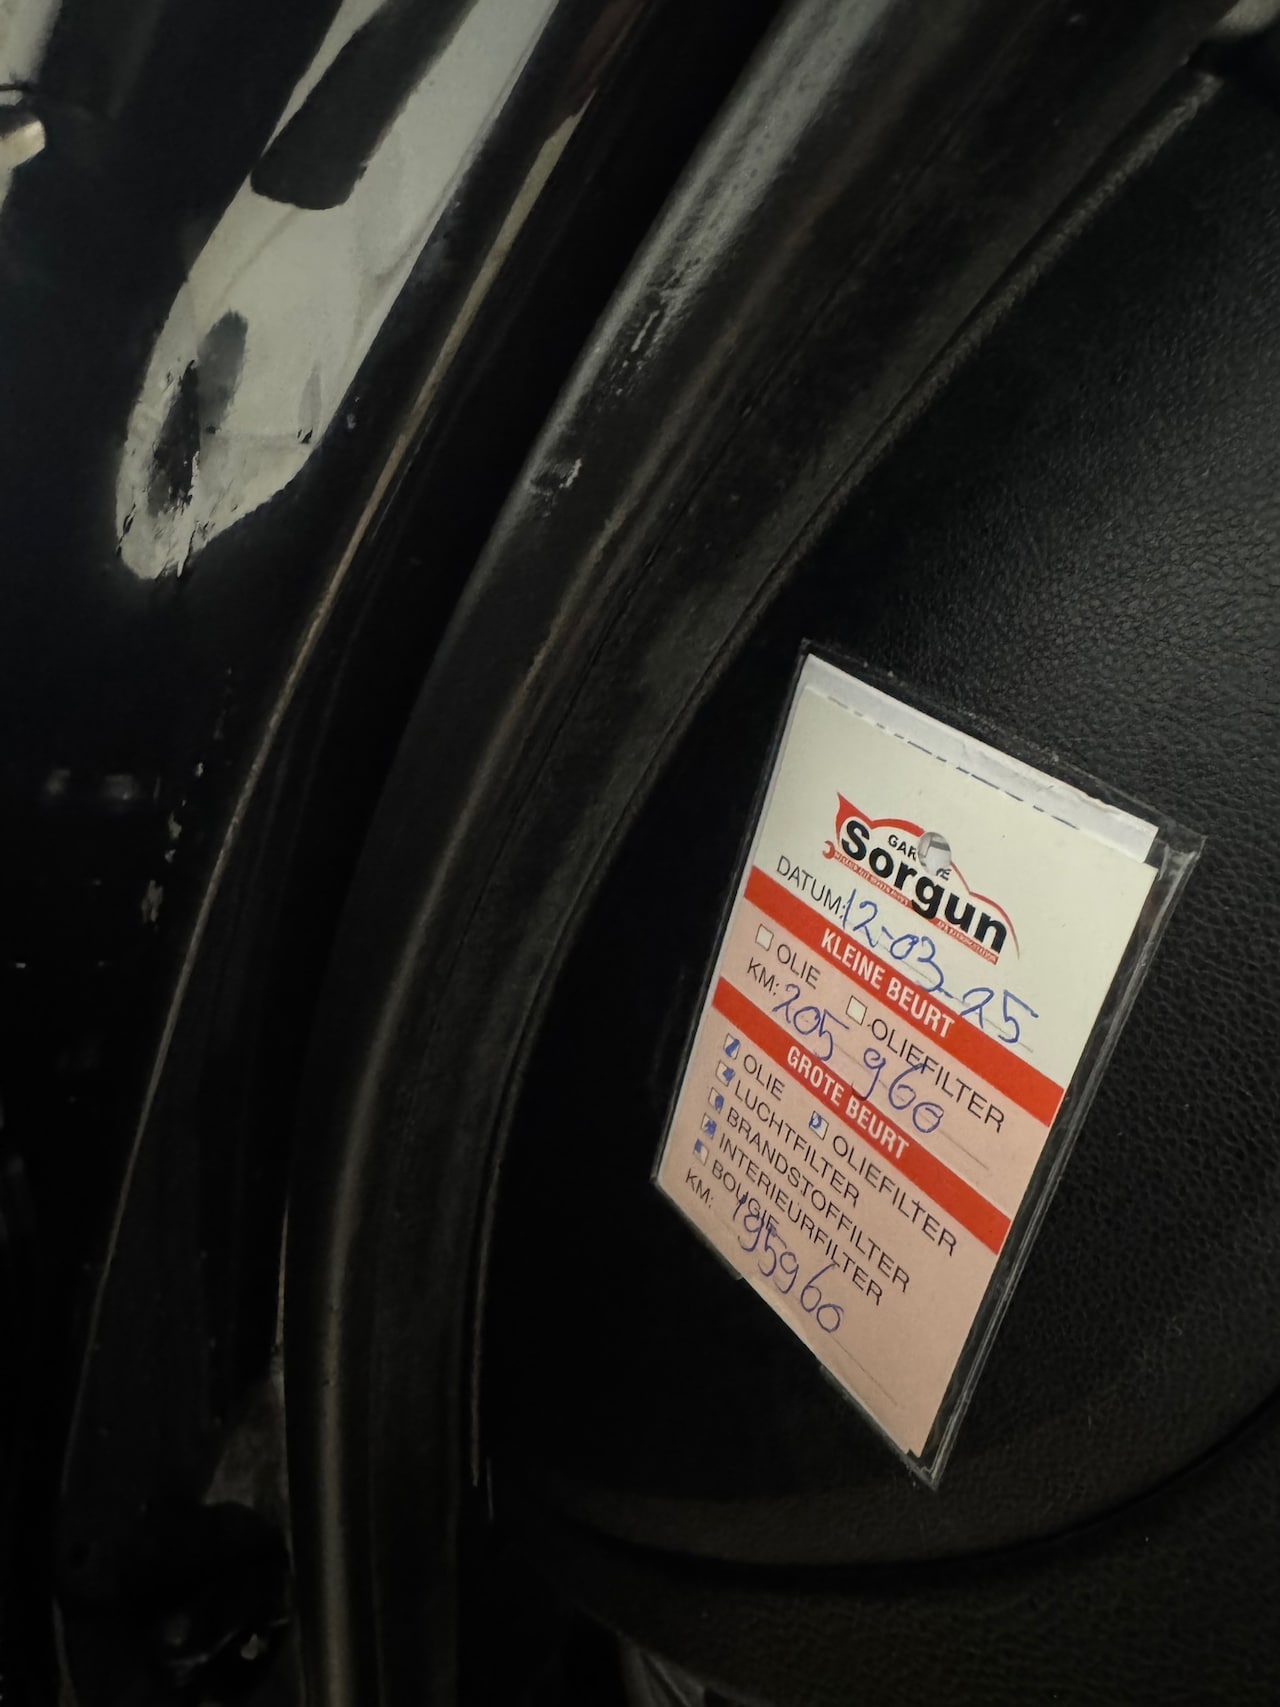 GARAGE
Sorgun
DATUM: 12-03-25
KLEINE BEURT
OLIE OLIEFILTER
KM: 205 960
GROTE BEURT
OLIE OLIEFILTER
LUCHTFILTER
BRANDSTOFFILTER
INTERIEURFILTER
BOUGIE
KM: 195960